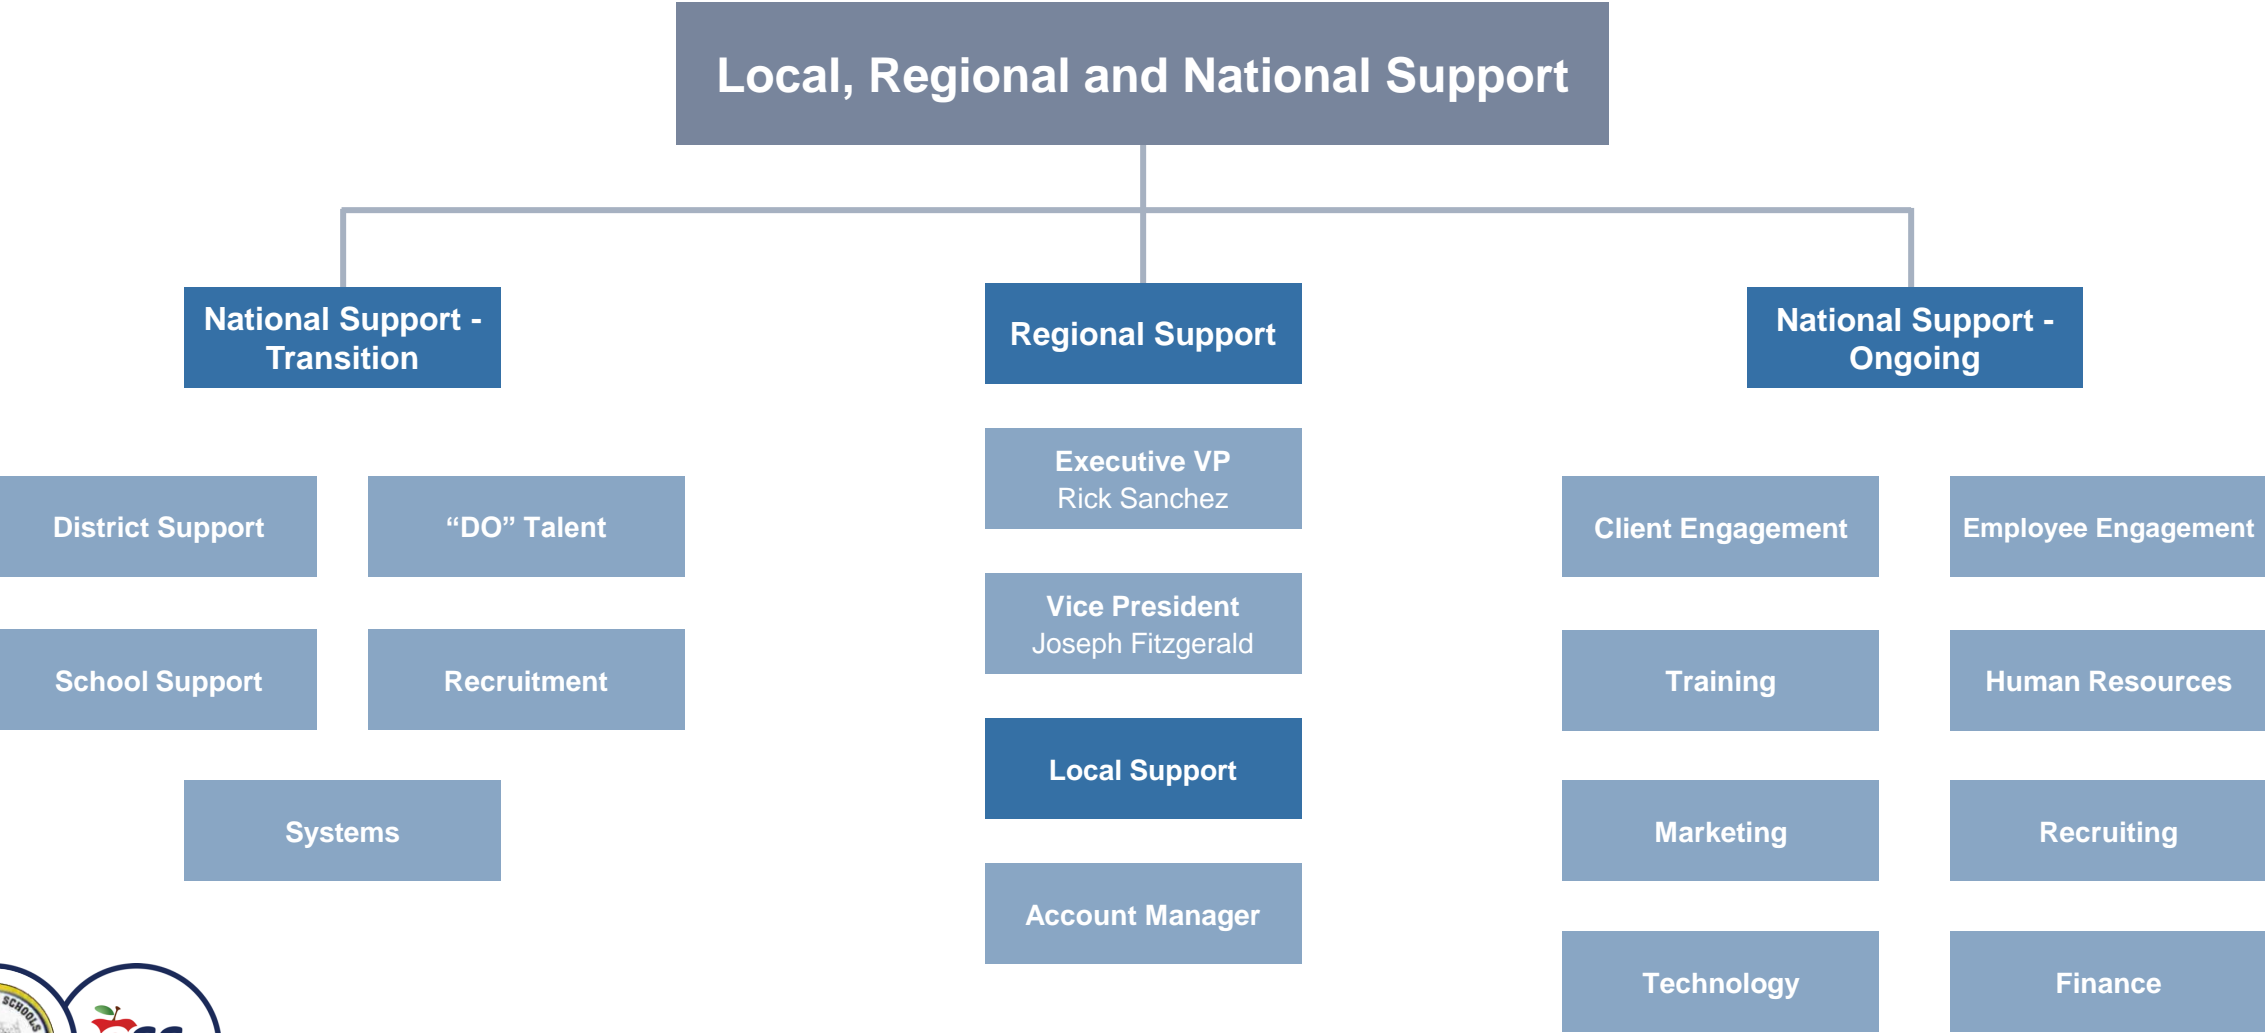 Local, Regional and National Support
National Support -
Transition
District Support
“DO” Talent
School Support
Recruitment
Systems
Regional Support
Executive VP
Rick Sanchez
Vice President
Joseph Fitzgerald
Local Support
Account Manager
National Support -
Ongoing
Client Engagement
Employee Engagement
Training
Human Resources
Marketing
Recruiting
Technology
Finance
SCHOOLS